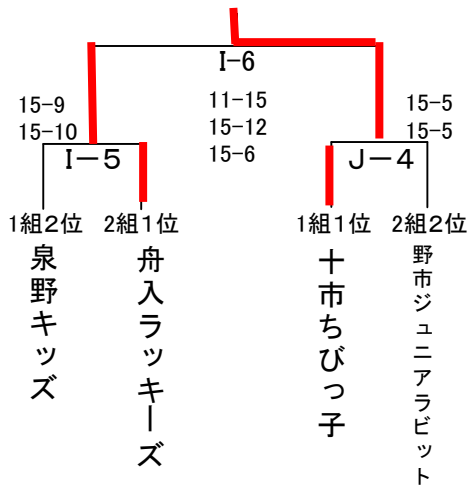 I-6
15-9
15-10
11-15
15-12
15-6
15-5
15-5
I－5
J－4
1組2位
2組1位
1組1位
2組2位
泉野キッズ
舟入ラッキーズ
十市ちびっ子
野市ジュニアラビット